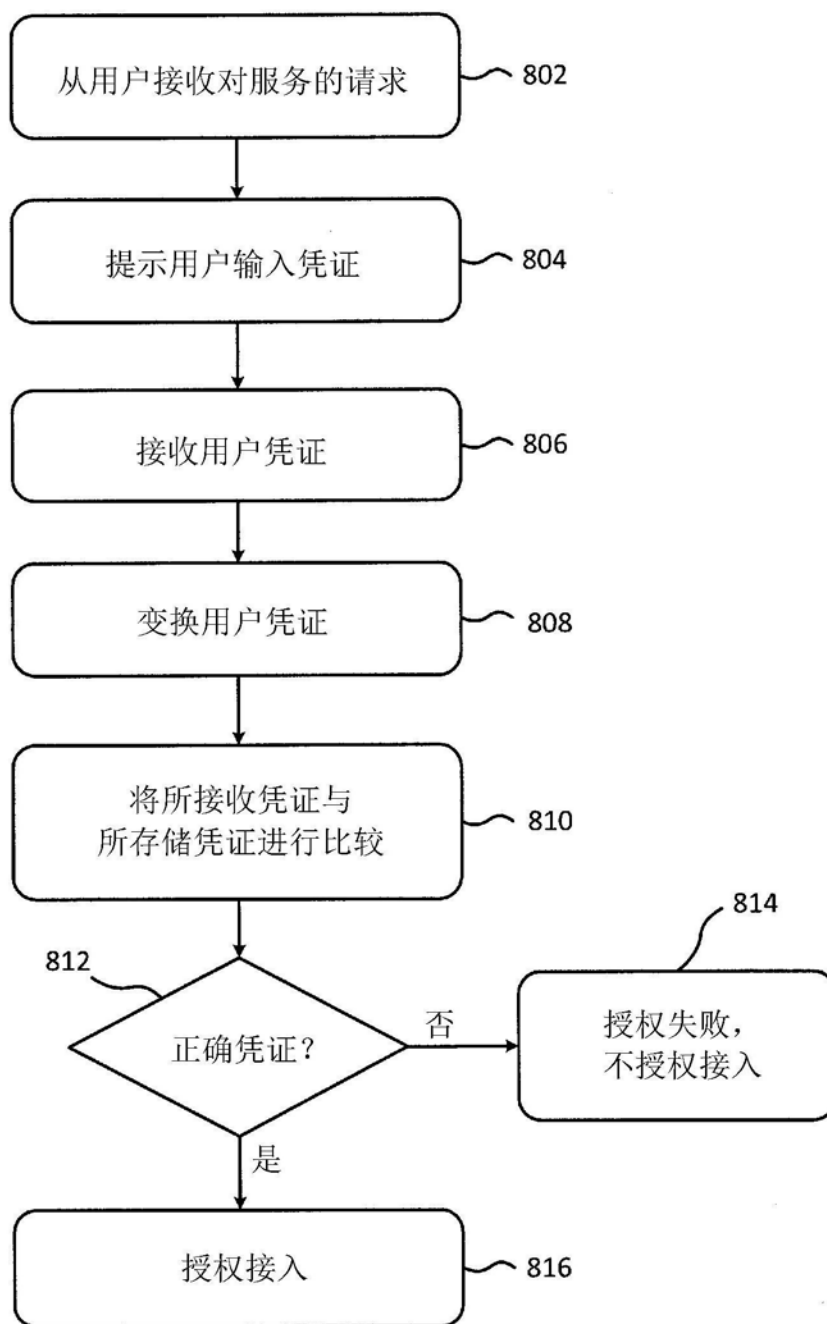 从用户接收对服务的请求
802
提示用户输入凭证
804
接收用户凭证
806
变换用户凭证
808
将所接收凭证与
所存储凭证进行比较
810
812
正确凭证?
否
814
授权失败,
不授权接入
是
授权接入
816